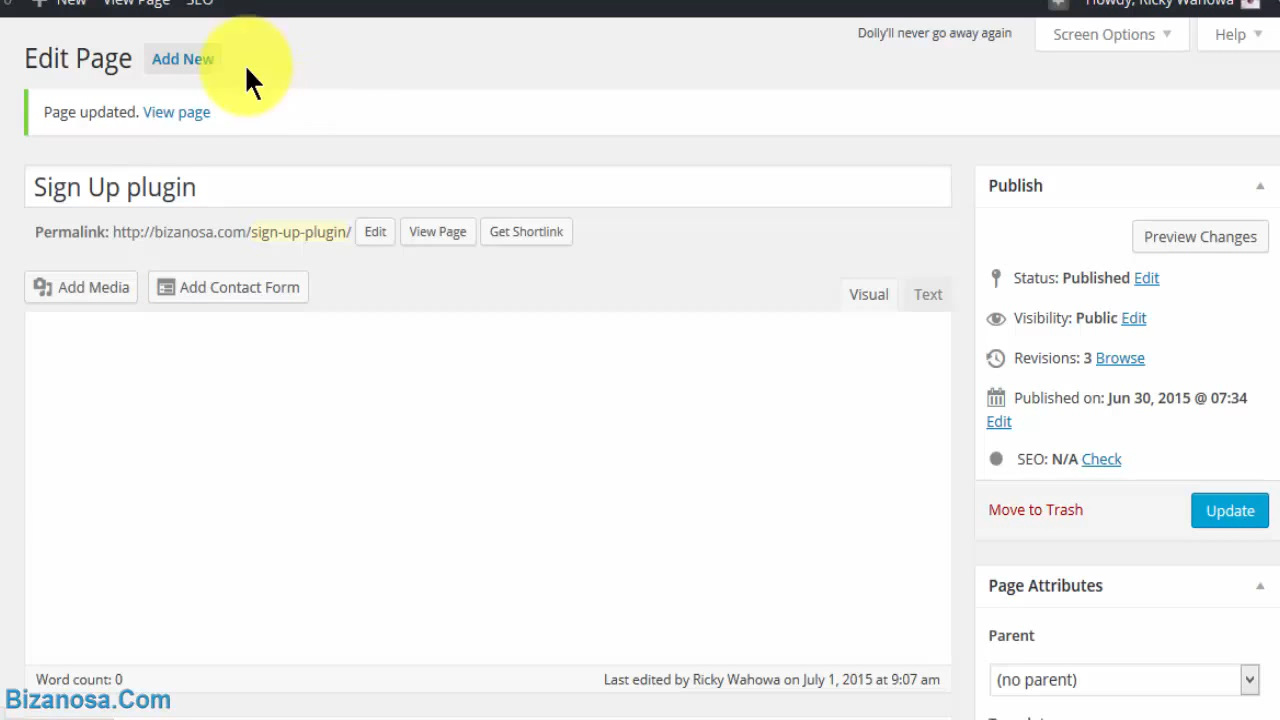 New View Page SEO Howdy, Ricky Wahowa
Dolly'll never go away again
Screen Options Help
Edit Page Add New
Page updated. View page
Sign Up plugin
Permalink: http://bizanosa.com/sign-up-plugin/ Edit View Page Get Shortlink
Add Media Add Contact Form
Visual Text
Word count: 0
Last edited by Ricky Wahowa on July 1, 2015 at 9:07 am
Bizanosa.Com
Publish
Preview Changes
Status: Published Edit
Visibility: Public Edit
Revisions: 3 Browse
Published on: Jun 30, 2015 @ 07:34
Edit
SEO: N/A Check
Move to Trash Update
Page Attributes
Parent
(no parent)